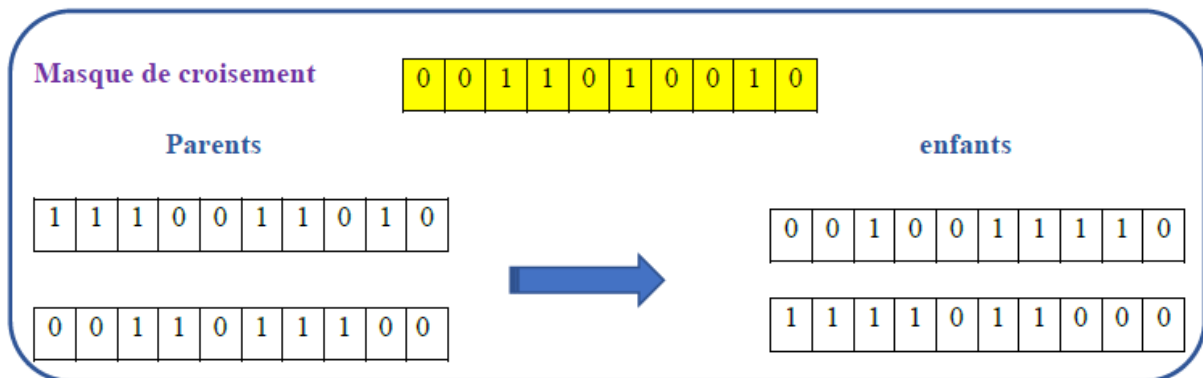 Masque de croisement 0 0 1 1 0 1 0 0 1 0
Parents enfants
1 1 1 0 0 1 1 0 1 0
0 0 1 0 0 1 1 1 1 0
0 0 1 1 0 1 1 1 0 0
1 1 1 1 0 1 1 0 0 0